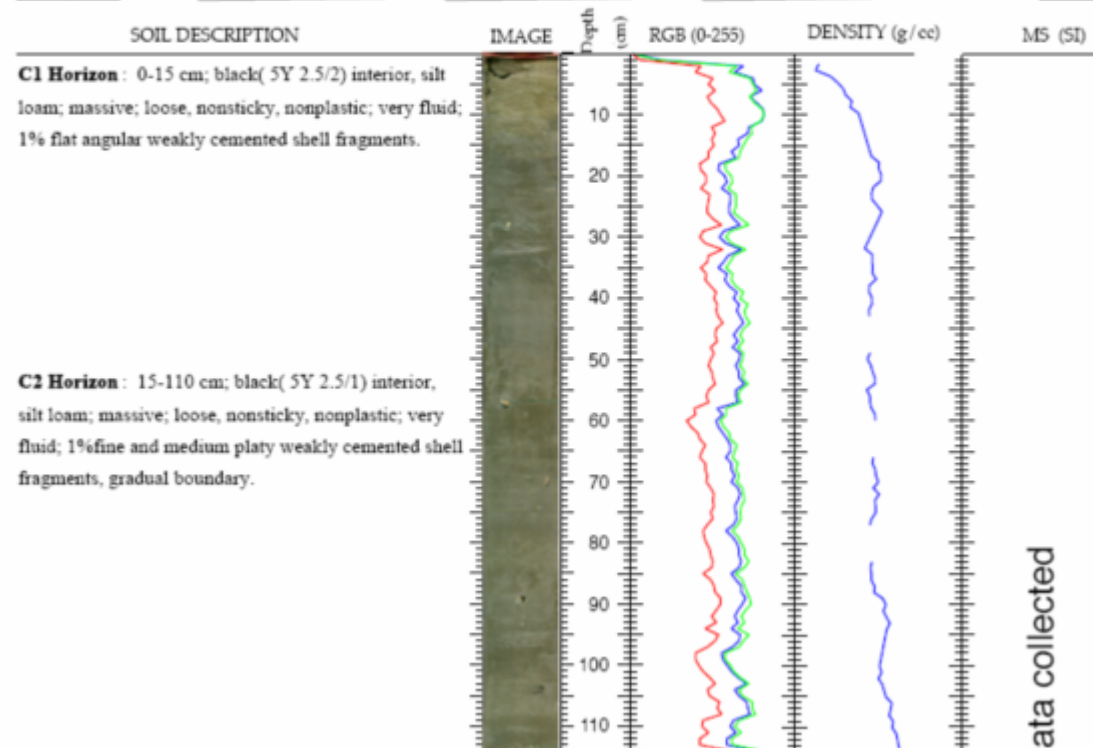 SOIL DESCRIPTION
IMAGE
Depth
(cm)
RGB (0-255)
DENSITY (g/cc)
MS (SI)
C1 Horizon : 0-15 cm; black( 5Y 2.5/2) interior, silt
loam; massive; loose, nonsticky, nonplastic; very fluid;
1% flat angular weakly cemented shell fragments.
C2 Horizon : 15-110 cm; black( 5Y 2.5/1) interior,
silt loam; massive; loose, nonsticky, nonplastic; very
fluid; 1%fine and medium platy weakly cemented shell
fragments, gradual boundary.
10
20
30
40
50
60
70
80
90
100
110
ata collected